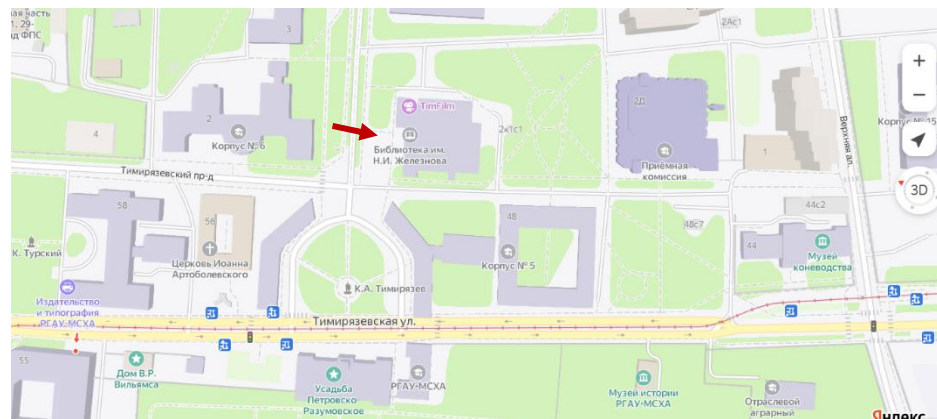 ая часть
1, 29-
д ФПС
3
2Ас1
TimFilm
2
4
Корпус № 6
Библиотека им.
Н.И. Железнова
2к1с1
2Д
Приёмная
комиссия
1
Верхняя ал.
Корпус № 15
3D
Тимирязевский пр-д
58
56
К. Турский
Церковь Иоанна
Артоболевского
48
Корпус № 5
48с7
44с2
44
Музей
коневодства
К.А. Тимирязев
Издательство
и типография
РГАУ-МСХА
Тимирязевская ул.
55
Дом В.Р.
Вильямса
Усадьба
Петровско-
Разумовское
РГАУ-МСХА
Музей истории
РГАУ-МСХА
Отраслевой
аграрный
Яндекс